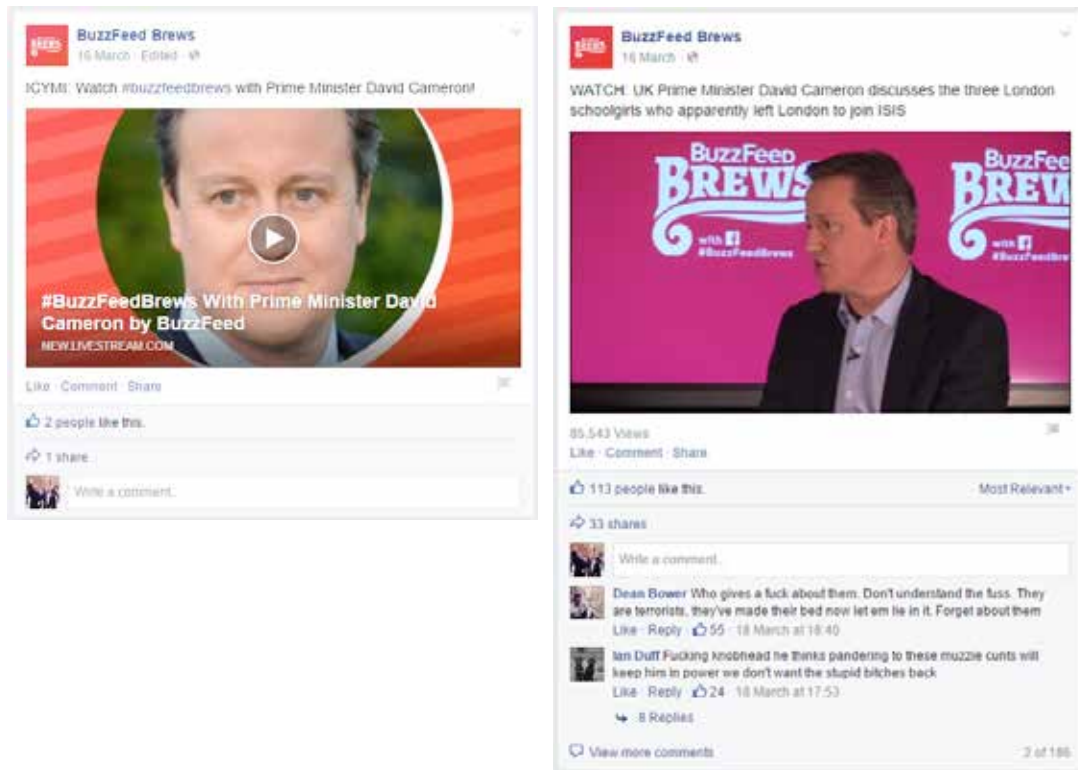 BuzzFeed Brews
16 March · Edited ·
ICYMI: Watch #buzzfeedbrews with Prime Minister David Cameron!
#BuzzFeedBrews With Prime Minister David
Cameron by BuzzFeed
NEW.LIVESTREAM.COM
Like · Comment · Share
2 people like this.
1 share
Write a comment...
BuzzFeed Brews
16 March ·
WATCH: UK Prime Minister David Cameron discusses the three London
schoolgirls who apparently left London to join ISIS
BuzzFeed
BREWS
with f
#BuzzFeedBrews
BuzzFee
BREW
with f
#BuzzFeedBre
85,543 Views
Like · Comment · Share
113 people like this.
Most Relevant
33 shares
Write a comment...
Dean Bower Who gives a fuck about them. Don't understand the fuss. They
are terrorists, they've made their bed now let em lie in it. Forget about them
Like · Reply · 55 · 18 March at 18:40
Ian Duff Fucking knobhead he thinks pandering to these muzzie cunts will
keep him in power we don't want the stupid bitches back
Like · Reply · 24 · 18 March at 17:53
8 Replies
View more comments
2 of 186